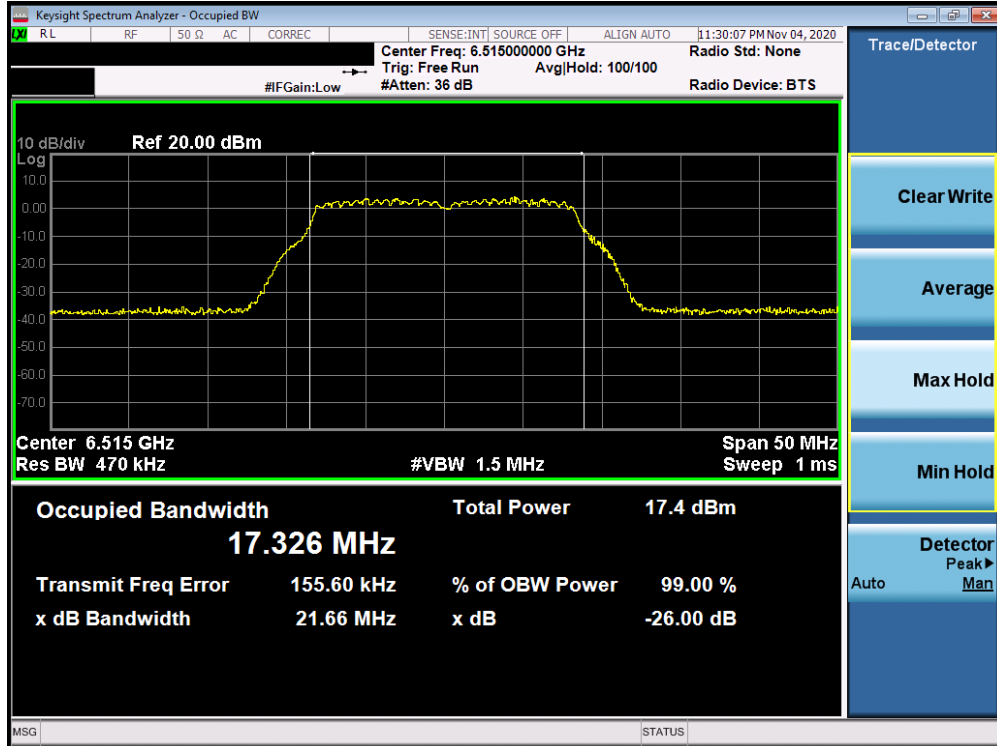 Keysight Spectrum Analyzer - Occupied BW
LXI RL RF 50 Ω AC CORREC SENSE:INT SOURCE OFF ALIGN AUTO 11:30:07 PM Nov 04, 2020
Center Freq: 6.515000000 GHz Radio Std: None
Trig: Free Run Avg|Hold: 100/100
#IFGain:Low #Atten: 36 dB Radio Device: BTS
Trace/Detector
10 dB/div Ref 20.00 dBm
Log
10.0
0.00
-10.0
-20.0
-30.0
-40.0
-50.0
-60.0
-70.0
Center 6.515 GHz Span 50 MHz
Res BW 470 kHz #VBW 1.5 MHz Sweep 1 ms
Occupied Bandwidth Total Power 17.4 dBm
17.326 MHz
Transmit Freq Error 155.60 kHz % of OBW Power 99.00 %
x dB Bandwidth 21.66 MHz x dB -26.00 dB
Clear Write
Average
Max Hold
Min Hold
Detector
Peak▶
Auto Man
MSG STATUS